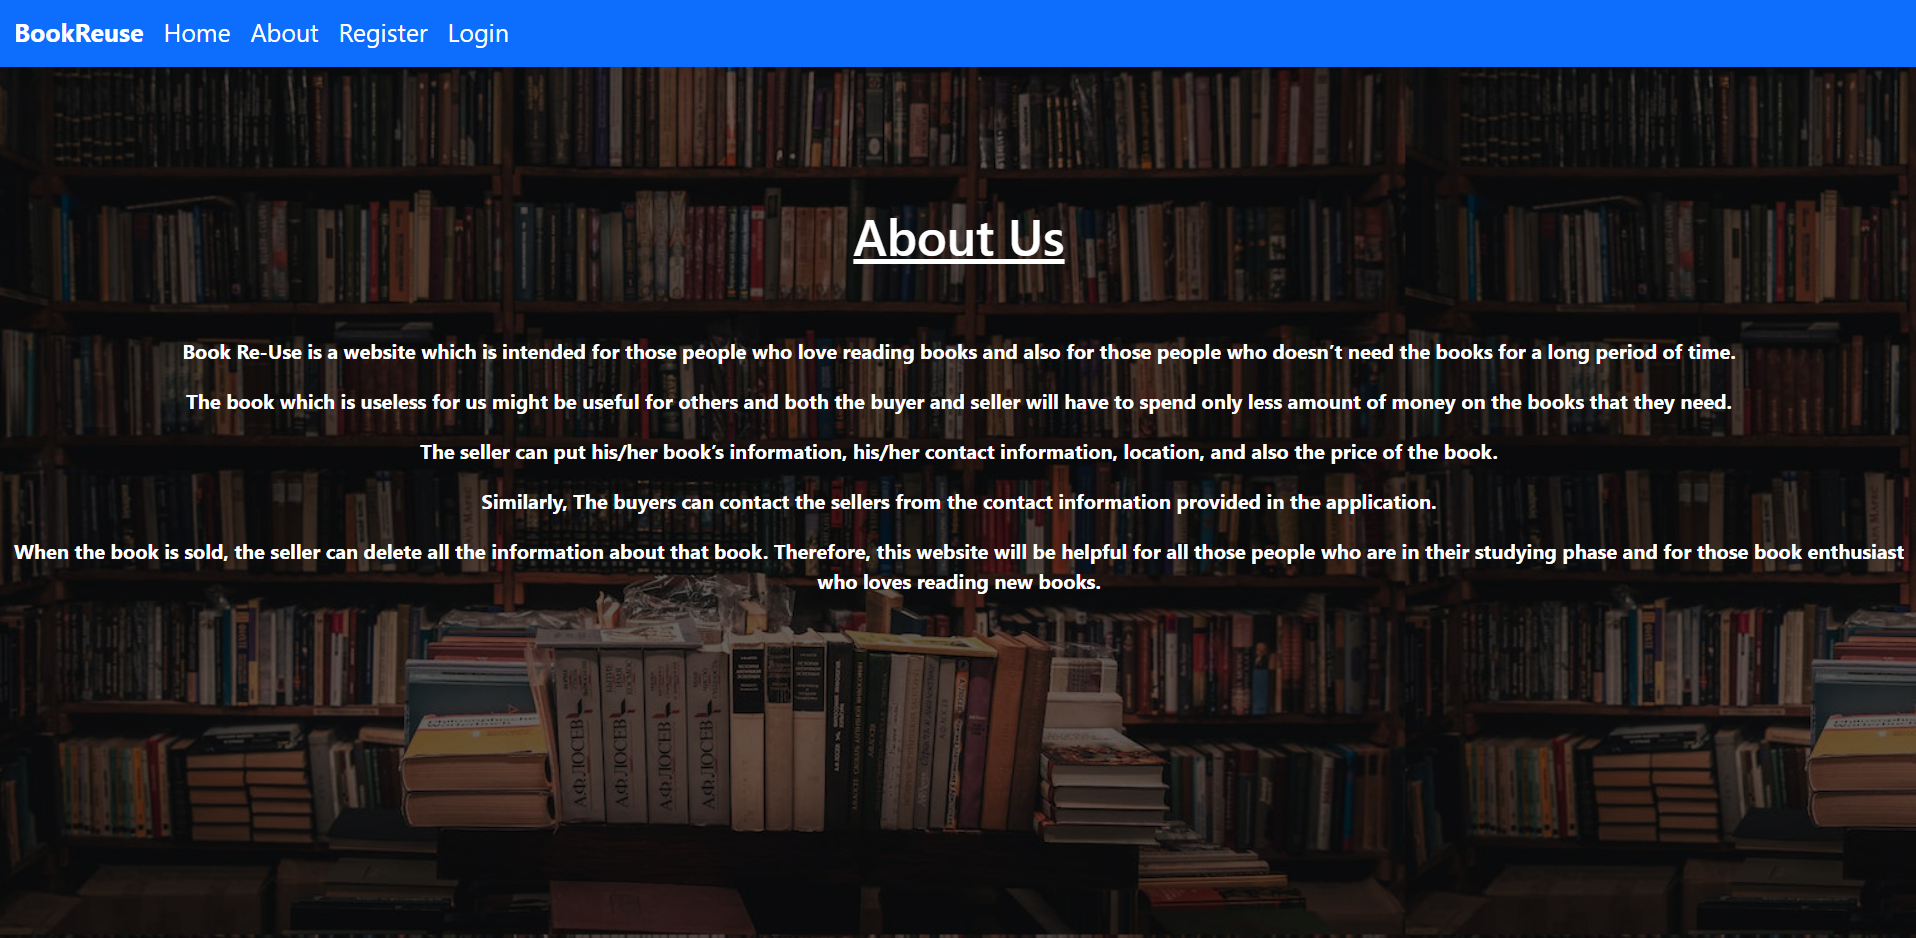 BookReuse Home About Register Login
About Us
Book Re-Use is a website which is intended for those people who love reading books and also for those people who doesn’t need the books for a long period of time.
The book which is useless for us might be useful for others and both the buyer and seller will have to spend only less amount of money on the books that they need.
The seller can put his/her book’s information, his/her contact information, location, and also the price of the book.
Similarly, The buyers can contact the sellers from the contact information provided in the application.
When the book is sold, the seller can delete all the information about that book. Therefore, this website will be helpful for all those people who are in their studying phase and for those book enthusiast
who loves reading new books.
А.Ф.ЛОСЕВ
А.Ф.ЛОСЕВ
А.Ф.ЛОСЕВ
А.Ф.ЛОСЕВ